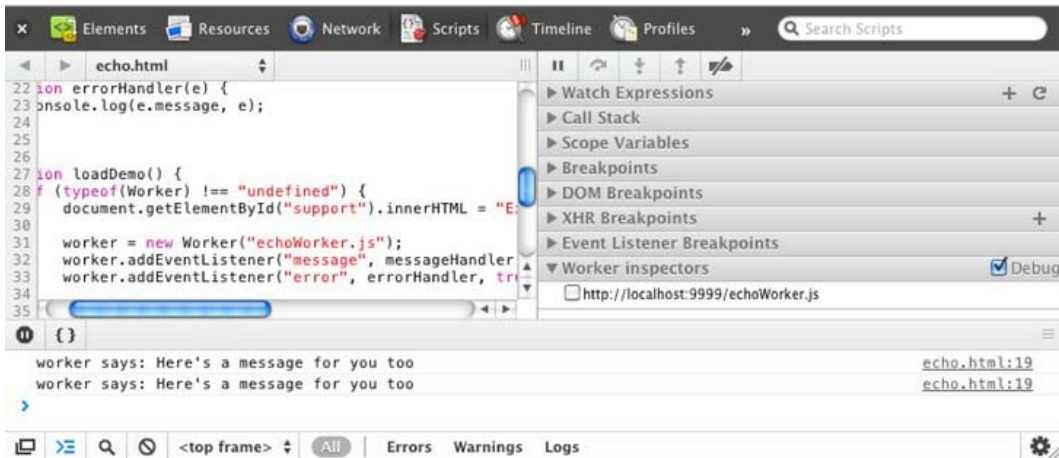 × Elements Resources Network Scripts Timeline Profiles » Search Scripts
echo.html
22 ion errorHandler(e) {
23 onsole.log(e.message, e);
24
25
26
27 ion loadDemo() {
28 f (typeof(Worker) !== "undefined") {
29 document.getElementById("support").innerHTML = "E
30
31 worker = new Worker("echoWorker.js");
32 worker.addEventListener("message", messageHandler
33 worker.addEventListener("error", errorHandler, tr
34
35
Watch Expressions +
Call Stack
Scope Variables
Breakpoints
DOM Breakpoints
XHR Breakpoints +
Event Listener Breakpoints
Worker inspectors Debug
http://localhost:9999/echoWorker.js
{ }
worker says: Here's a message for you too echo.html:19
worker says: Here's a message for you too echo.html:19
>
<top frame> All Errors Warnings Logs